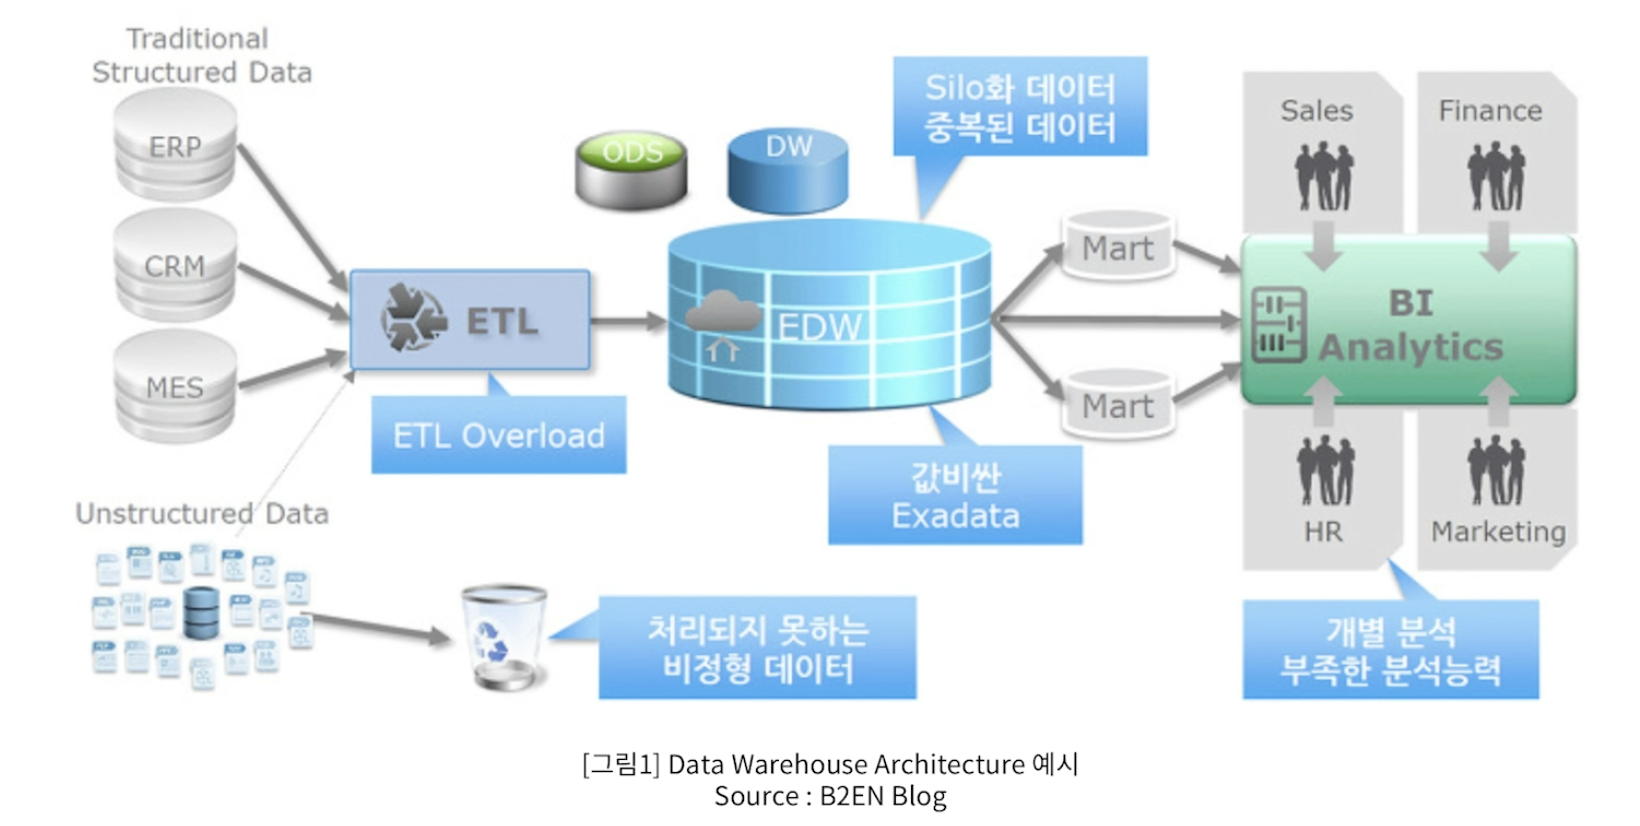 Traditional
Structured Data
ERP
CRM
MES
ETL
ETL Overload
ODS
DW
Silo화 데이터
중복된 데이터
EDW
값비싼
Exadata
Mart
Mart
Sales
Finance
BI
Analytics
HR
Marketing
개별 분석
부족한 분석능력
Unstructured Data
처리되지 못하는
비정형 데이터
[그림1] Data Warehouse Architecture 예시
Source : B2EN Blog